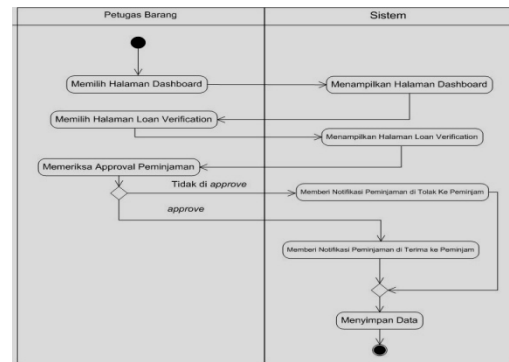 Petugas Barang
Sistem
Memilih Halaman Dashboard
Menampilkan Halaman Dashboard
Memilih Halaman Loan Verification
Menampilkan Halaman Loan Verification
Memeriksa Approval Peminjaman
Tidak di approve
Memberi Notifikasi Peminjaman di Tolak Ke Peminjam
approve
Memberi Notifikasi Peminjaman di Terima ke Peminjam
Menyimpan Data